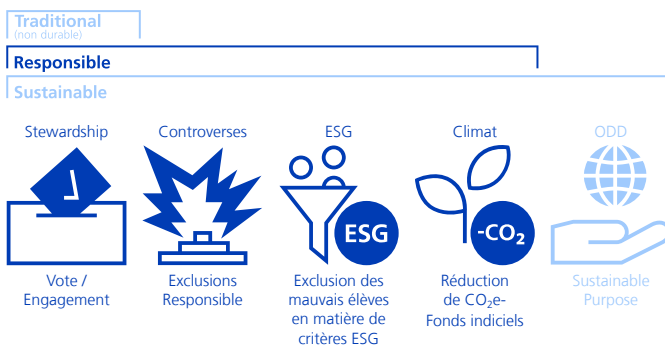 Traditional
(non durable)
Responsible
Sustainable
Stewardship
Controverses
ESG
Climat
ODD
ESG
-CO₂
Vote /
Engagement
Exclusions
Responsible
Exclusion des
mauvais élèves
en matière de
critères ESG
Réduction
de CO₂e-
Fonds indiciels
Sustainable
Purpose